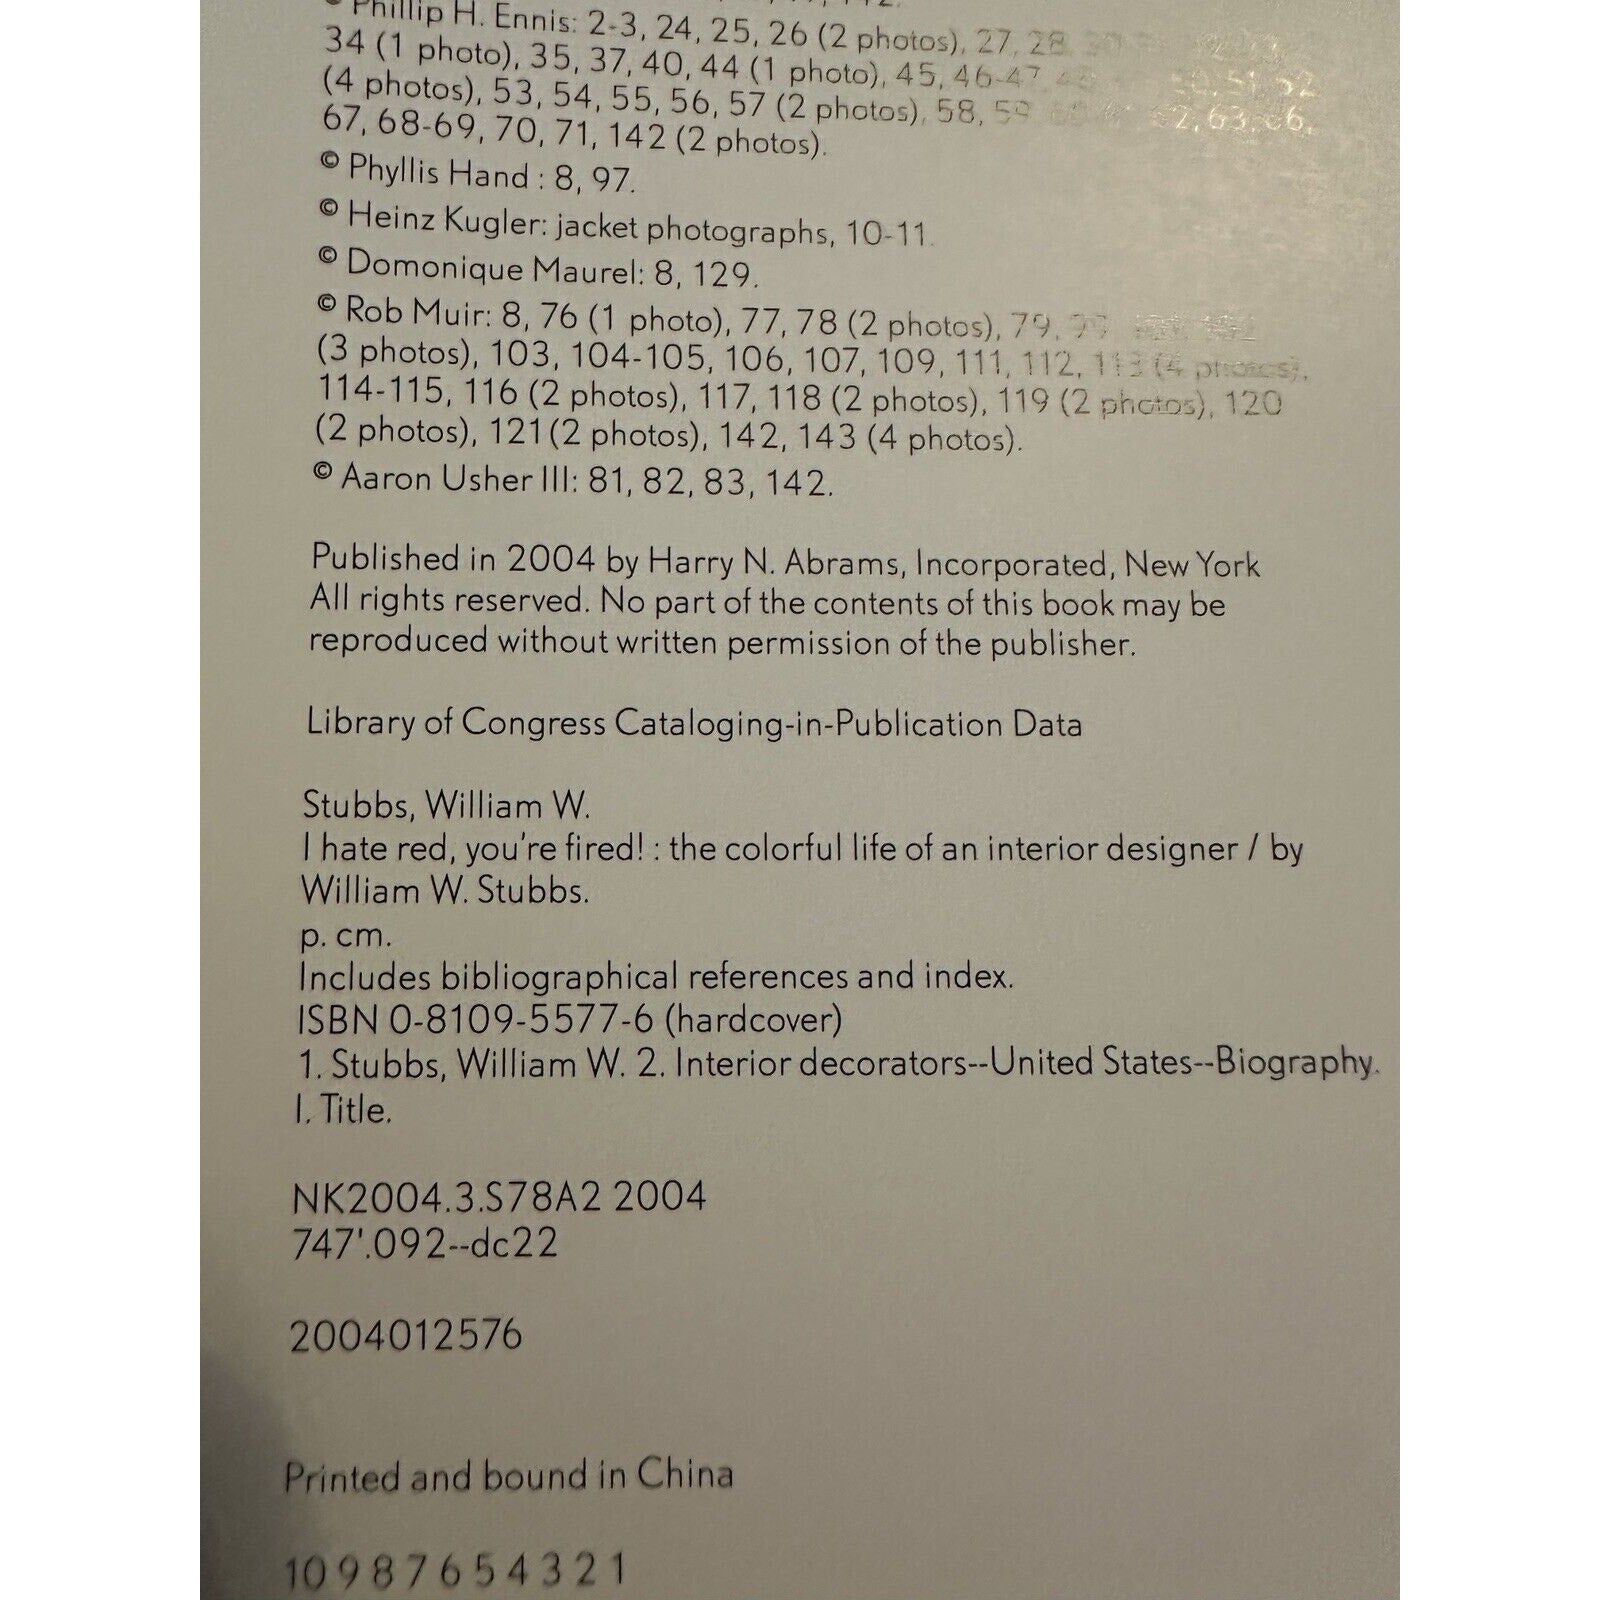 © Phillip H. Ennis: 2-3, 24, 25, 26 (2 photos), 27, 28,
34 (1 photo), 35, 37, 40, 44 (1 photo), 45, 46-47, 51, 52
(4 photos), 53, 54, 55, 56, 57 (2 photos), 58, 59, 62, 63, 66,
67, 68-69, 70, 71, 142 (2 photos).
© Phyllis Hand : 8, 97.
© Heinz Kugler: jacket photographs, 10-11.
© Domonique Maurel: 8, 129.
© Rob Muir: 8, 76 (1 photo), 77, 78 (2 photos), 79,
(3 photos), 103, 104-105, 106, 107, 109, 111, 112, 113 (4 photos),
114-115, 116 (2 photos), 117, 118 (2 photos), 119 (2 photos), 120
(2 photos), 121 (2 photos), 142, 143 (4 photos).
© Aaron Usher III: 81, 82, 83, 142.
Published in 2004 by Harry N. Abrams, Incorporated, New York
All rights reserved. No part of the contents of this book may be
reproduced without written permission of the publisher.
Library of Congress Cataloging-in-Publication Data
Stubbs, William W.
I hate red, you're fired! : the colorful life of an interior designer / by
William W. Stubbs.
p. cm.
Includes bibliographical references and index.
ISBN 0-8109-5577-6 (hardcover)
1. Stubbs, William W. 2. Interior decorators--United States--Biography.
I. Title.
NK2004.3.S78A2 2004
747'.092--dc22
2004012576
Printed and bound in China
10 9 8 7 6 5 4 3 2 1